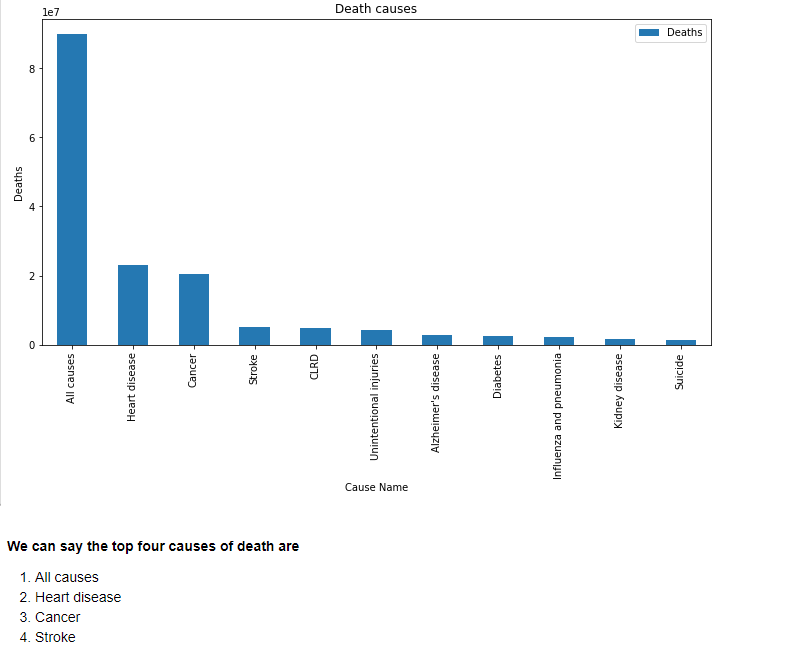 Death causes
1e7
Deaths
8
6
4
2
0
Deaths
All causes
Heart disease
Cancer
Stroke
CLRD
Unintentional injuries
Alzheimer's disease
Diabetes
Influenza and pneumonia
Kidney disease
Suicide
Cause Name
We can say the top four causes of death are
1. All causes
2. Heart disease
3. Cancer
4. Stroke